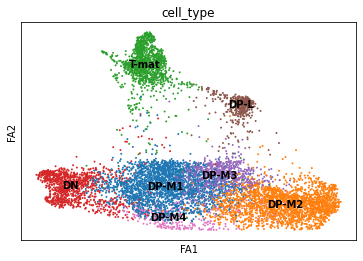 cell_type
T-mat
DP-L
DN
DP-M1
DP-M3
DP-M2
DP-M4
FA2
FA1